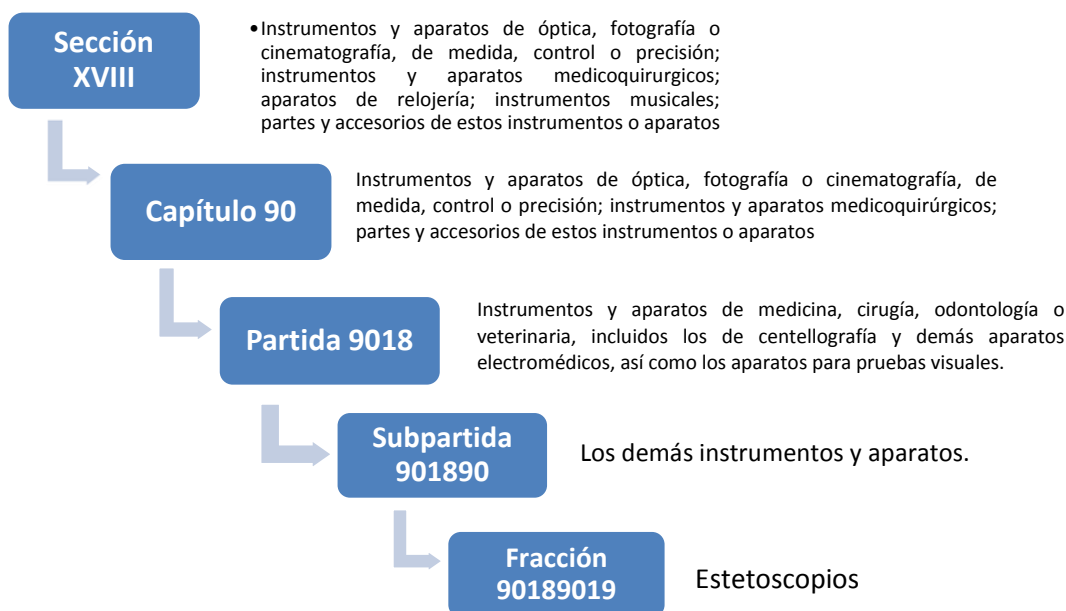 Sección
XVIII
•Instrumentos y aparatos de óptica, fotografía o
cinematografía, de medida, control o precisión;
instrumentos y aparatos medicoquirurgicos;
aparatos de relojería; instrumentos musicales;
partes y accesorios de estos instrumentos o aparatos
Capítulo 90
Instrumentos y aparatos de óptica, fotografía o cinematografía, de
medida, control o precisión; instrumentos y aparatos medicoquirúrgicos;
partes y accesorios de estos instrumentos o aparatos
Partida 9018
Instrumentos y aparatos de medicina, cirugía, odontología o
veterinaria, incluidos los de centellografía y demás aparatos
electromédicos, así como los aparatos para pruebas visuales.
Subpartida
901890
Los demás instrumentos y aparatos.
Fracción
90189019
Estetoscopios